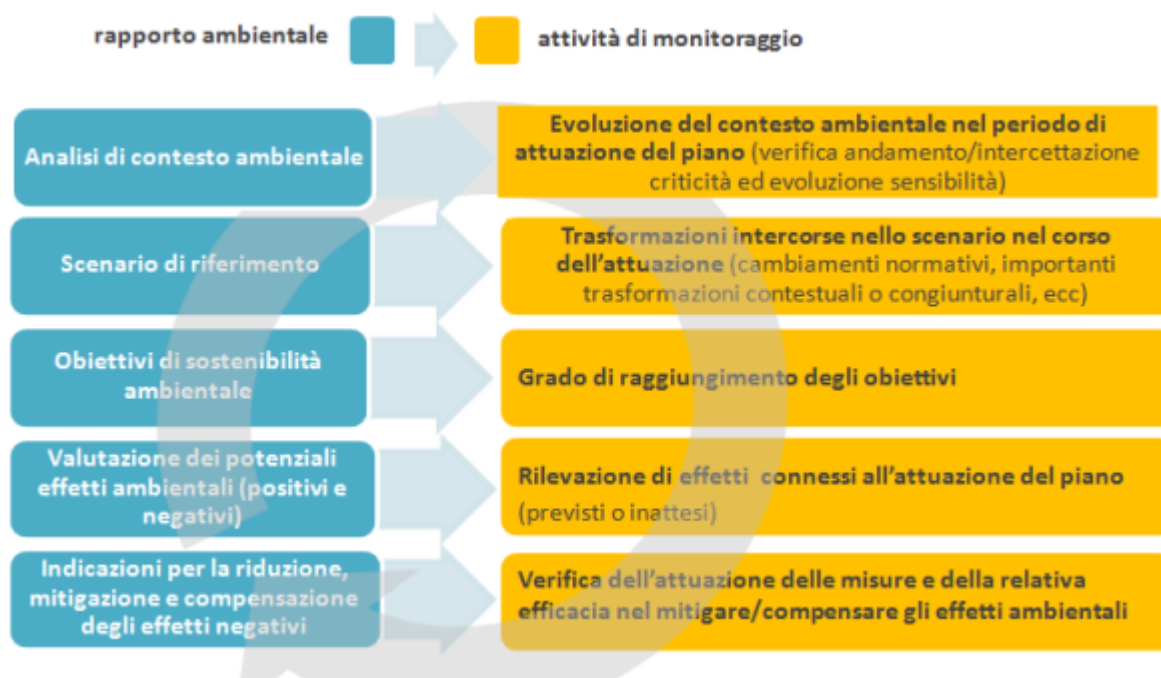 rapporto ambientale
attività di monitoraggio
Analisi di contesto ambientale
Evoluzione del contesto ambientale nel periodo di
attuazione del piano (verifica andamento/intercettazione
criticità ed evoluzione sensibilità)
Scenario di riferimento
Trasformazioni intercorse nello scenario nel corso
dell'attuazione (cambiamenti normativi, importanti
trasformazioni contestuali o congiunturali, ecc)
Obiettivi di sostenibilità
ambientale
Grado di raggiungimento degli obiettivi
Valutazione dei potenziali
effetti ambientali (positivi e
negativi)
Rilevazione di effetti connessi all'attuazione del piano
(previsti o inattesi)
Indicazioni per la riduzione,
mitigazione e compensazione
degli effetti negativi
Verifica dell'attuazione delle misure e della relativa
efficacia nel mitigare/compensare gli effetti ambientali